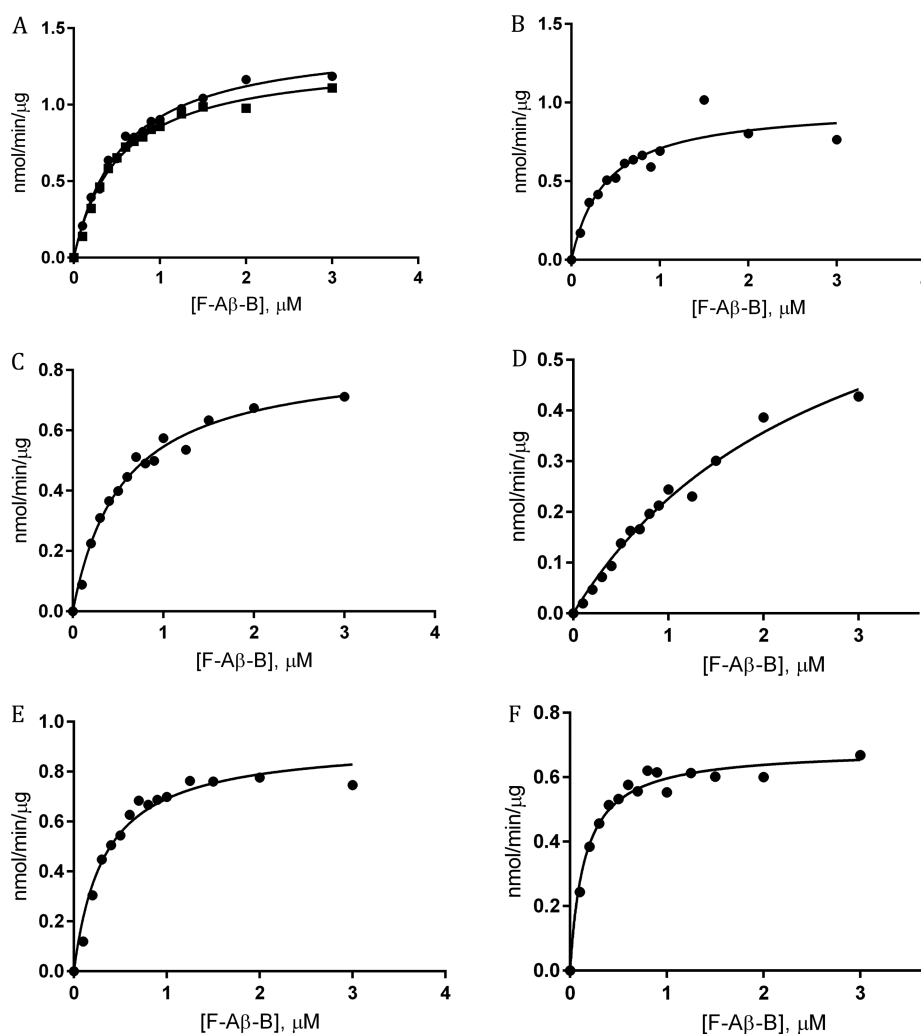 A
nmol/min/μg
1.5
1.0
0.5
0.0
0 1 2 3 4
[F-Aβ-B], μM
B
nmol/min/μg
1.5
1.0
0.5
0.0
0 1 2 3
[F-Aβ-B], μM
C
nmol/min/μg
0.8
0.6
0.4
0.2
0.0
0 1 2 3 4
[F-Aβ-B], μM
D
nmol/min/μg
0.5
0.4
0.3
0.2
0.1
0.0
0 1 2 3
[F-Aβ-B], μM
E
nmol/min/μg
1.0
0.8
0.6
0.4
0.2
0.0
0 1 2 3 4
[F-Aβ-B], μM
F
nmol/min/μg
0.8
0.6
0.4
0.2
0.0
0 1 2 3
[F-Aβ-B], μM